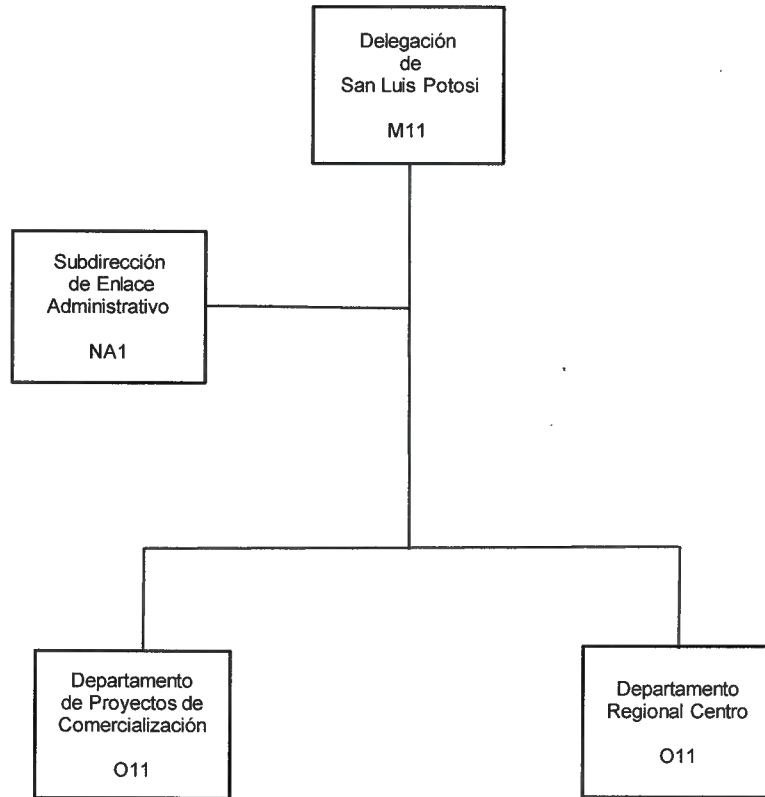 Delegación
de
San Luis Potosi
M11
Subdirección
de Enlace
Administrativo
NA1
Departamento
de Proyectos de
Comercialización
O11
Departamento
Regional Centro
O11